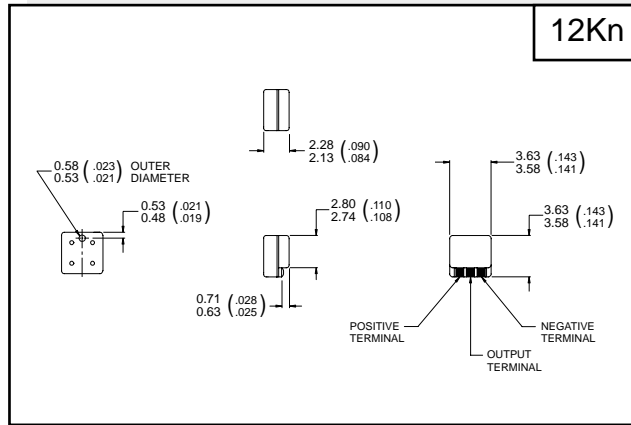 12Kn
2.28 (.090)
2.13 (.084)
0.58 (.023) OUTER
0.53 (.021) DIAMETER
3.63 (.143)
3.58 (.141)
0.53 (.021)
0.48 (.019)
2.80 (.110)
2.74 (.108)
3.63 (.143)
3.58 (.141)
0.71 (.028)
0.63 (.025)
POSITIVE
TERMINAL
NEGATIVE
TERMINAL
OUTPUT
TERMINAL